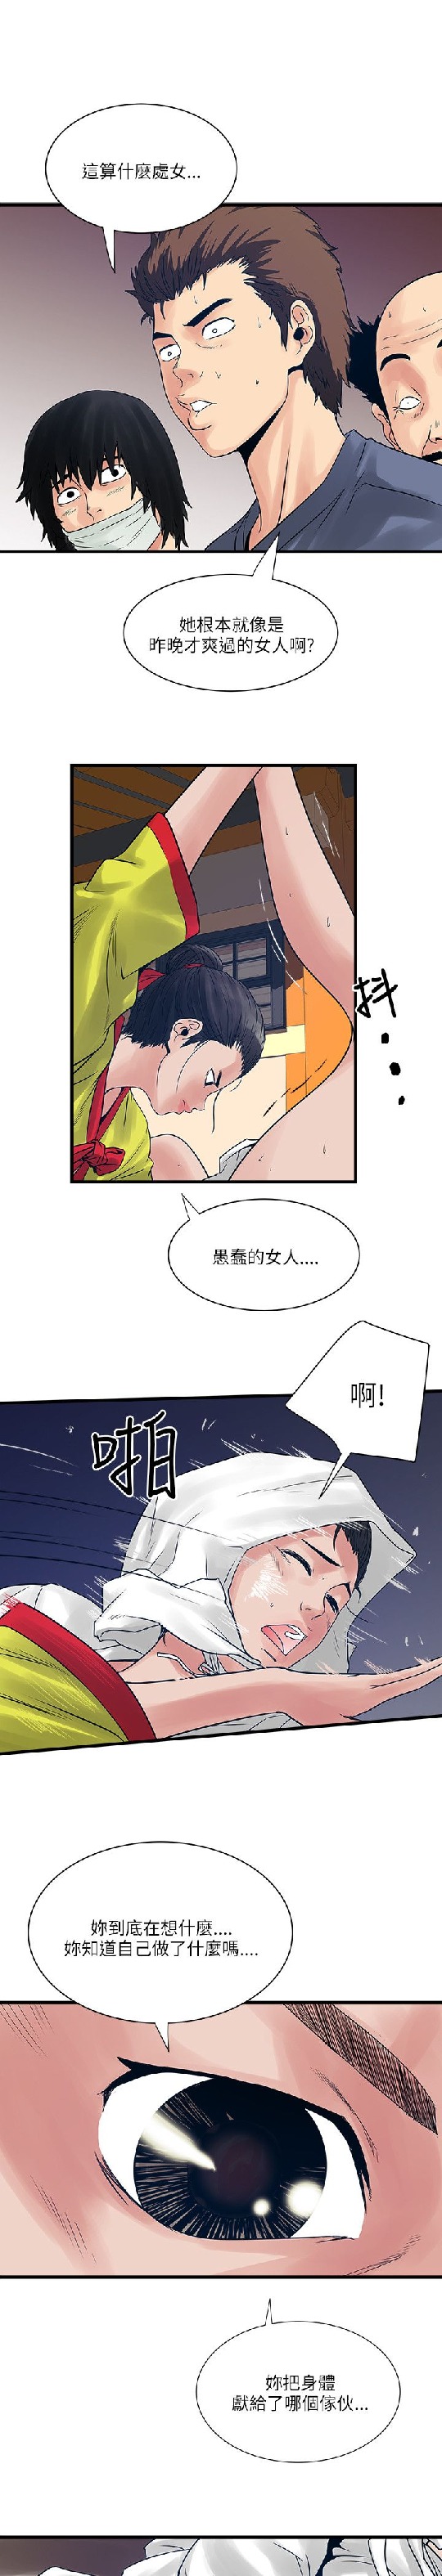 這算什麼處女...
她根本就像是
昨晚才爽過的女人啊?
抖
愚蠢的女人....
啊!
啪
妳到底在想什麼....
妳知道自己做了什麼嗎....
妳把身體
獻給了哪個傢伙...